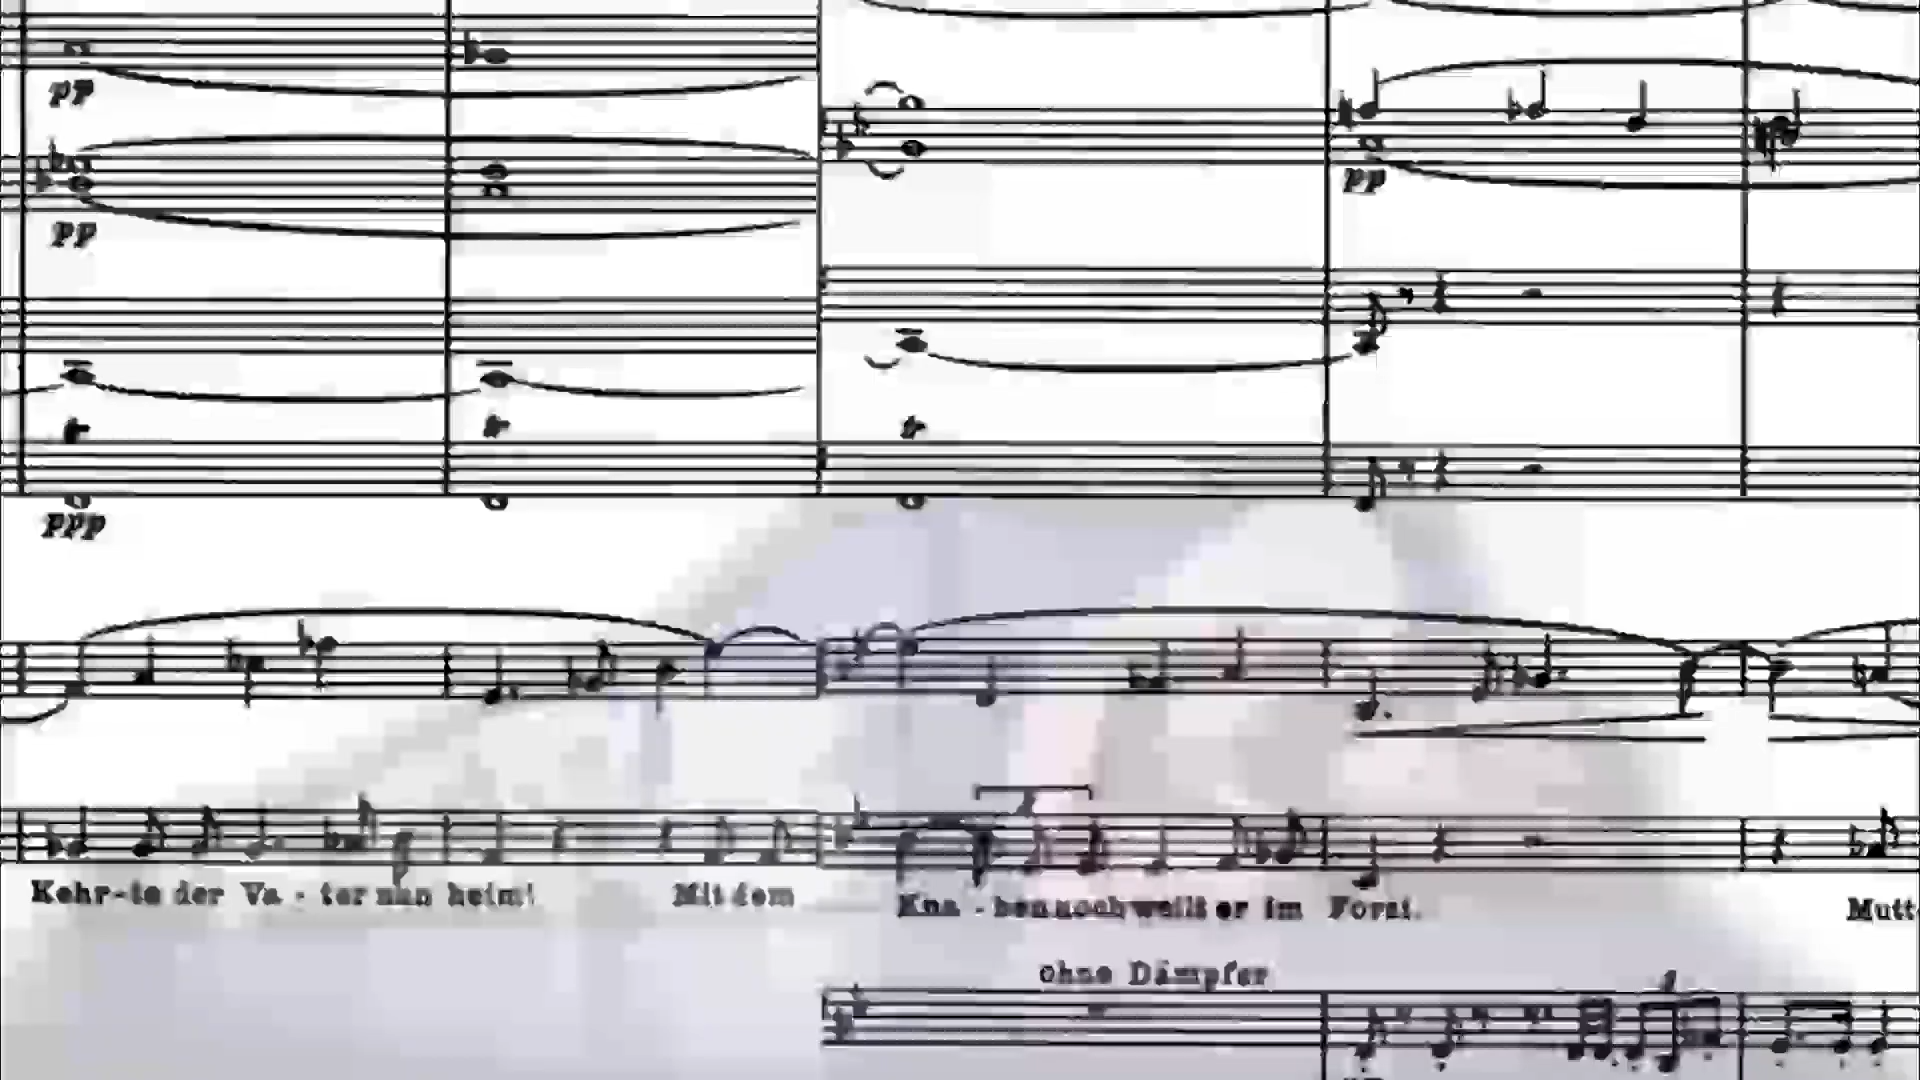 pp
pp
pp
tr tr tr
ppp
Kehr-te der Va - ter nun heim! Mit dem Kna - ben noch weilt er im Forst. Mutt
ohne Dämpfer